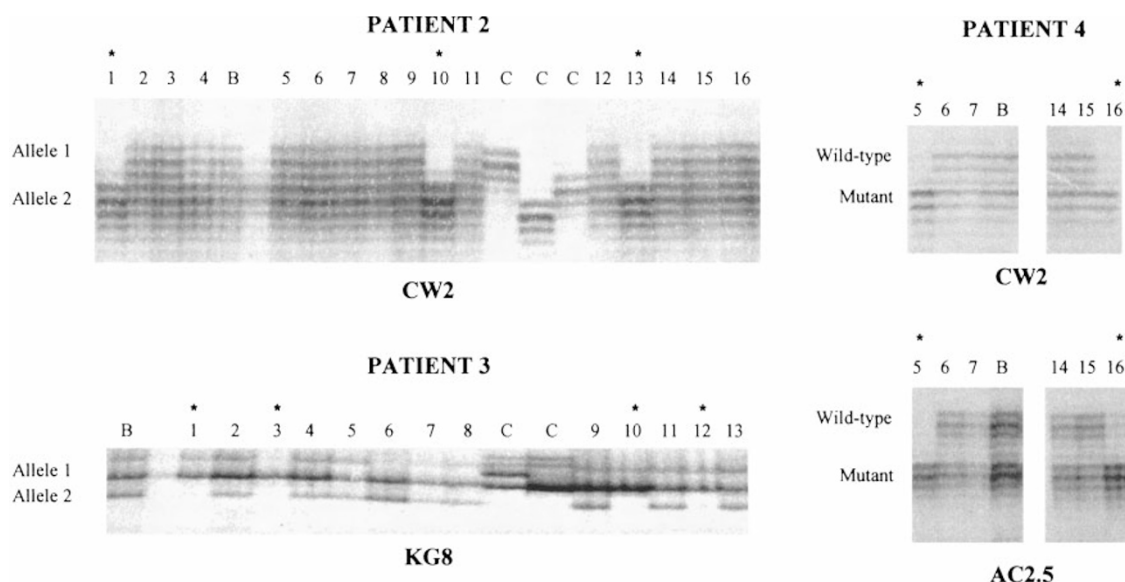 PATIENT 2
* * *
1 2 3 4 B 5 6 7 8 9 10 11 C C C 12 13 14 15 16
Allele 1
Allele 2
CW2
PATIENT 4
* *
5 6 7 B 14 15 16
Wild-type
Mutant
CW2
PATIENT 3
* * * *
B 1 2 3 4 5 6 7 8 C C 9 10 11 12 13
Allele 1
Allele 2
KG8
* *
5 6 7 B 14 15 16
Wild-type
Mutant
AC2.5